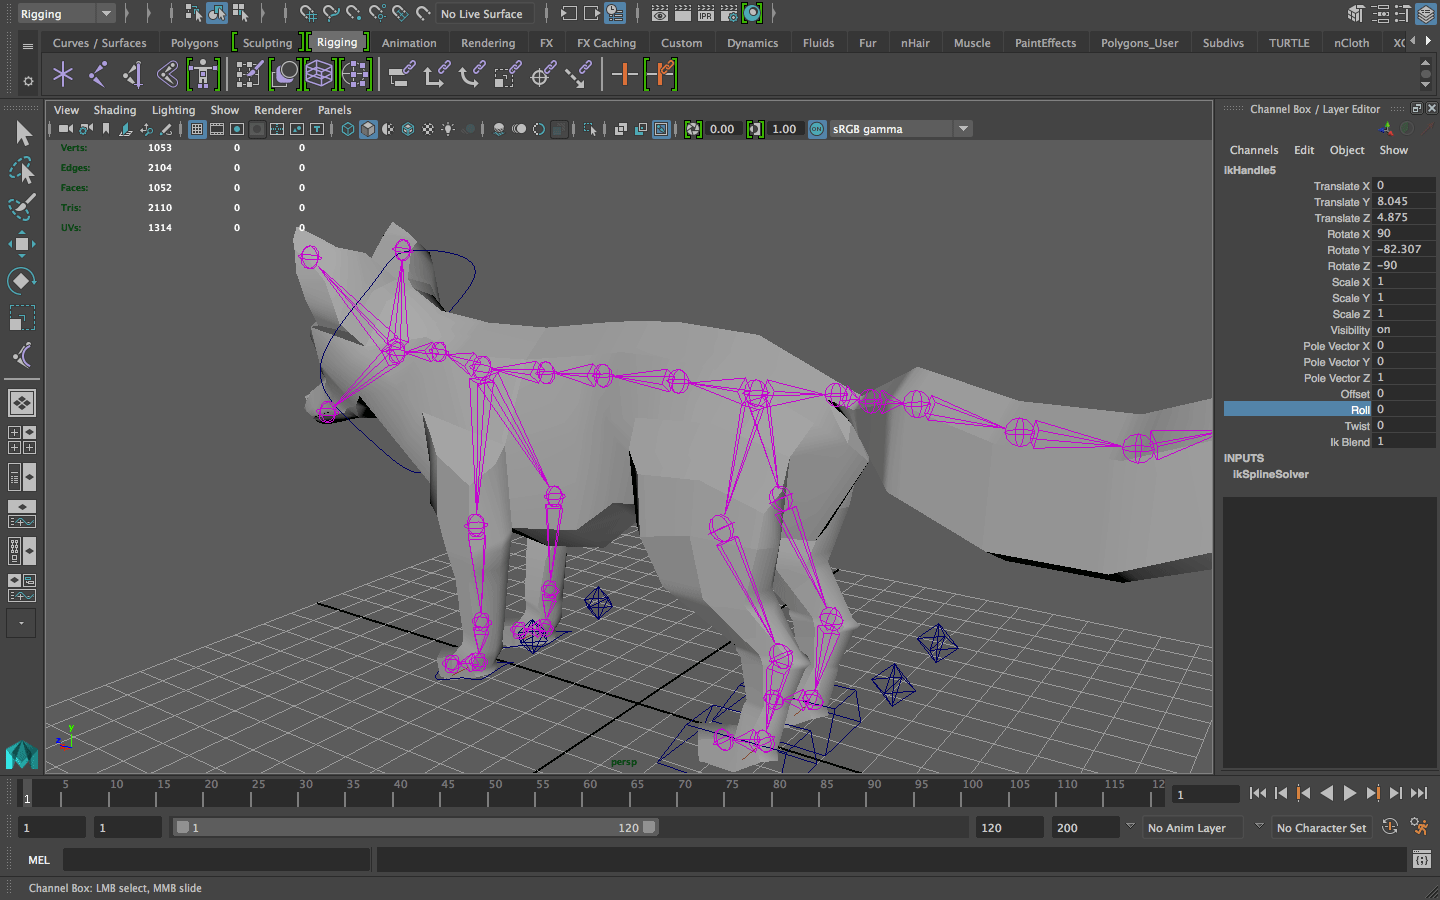 Rigging
No Live Surface
IPR
Curves / Surfaces Polygons Sculpting Rigging Animation Rendering FX FX Caching Custom Dynamics Fluids Fur nHair Muscle PaintEffects Polygons_User Subdivs TURTLE nCloth
View Shading Lighting Show Renderer Panels
0.00 1.00 ON sRGB gamma
Verts: 1053 0 0
Edges: 2104 0 0
Faces: 1052 0 0
Tris: 2110 0 0
UVs: 1314 0 0
y
z
persp
Channel Box / Layer Editor
Channels Edit Object Show
ikHandle5
Translate X 0
Translate Y 8.045
Translate Z 4.875
Rotate X 90
Rotate Y -82.307
Rotate Z -90
Scale X 1
Scale Y 1
Scale Z 1
Visibility on
Pole Vector X 0
Pole Vector Y 0
Pole Vector Z 1
Offset 0
Roll 0
Twist 0
Ik Blend 1
INPUTS
ikSplineSolver
1 5 10 15 20 25 30 35 40 45 50 55 60 65 70 75 80 85 90 95 100 105 110 115 12
1
1 1 1 120 120 200 No Anim Layer No Character Set
MEL
Channel Box: LMB select, MMB slide